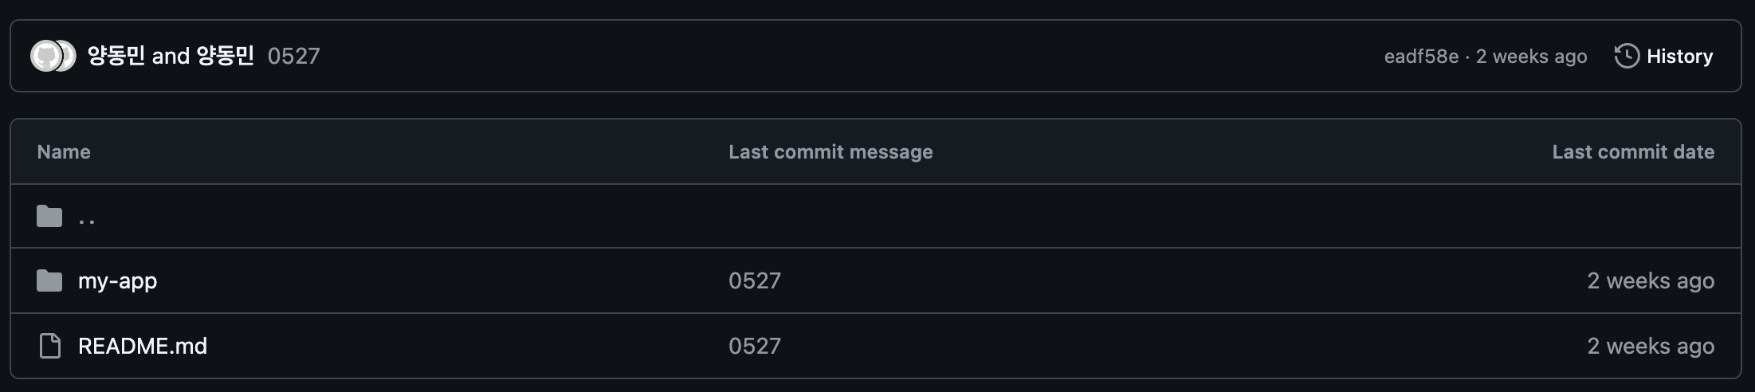 양동민 and 양동민 0527 eadf58e · 2 weeks ago History
Name Last commit message Last commit date
..
my-app 0527 2 weeks ago
README.md 0527 2 weeks ago